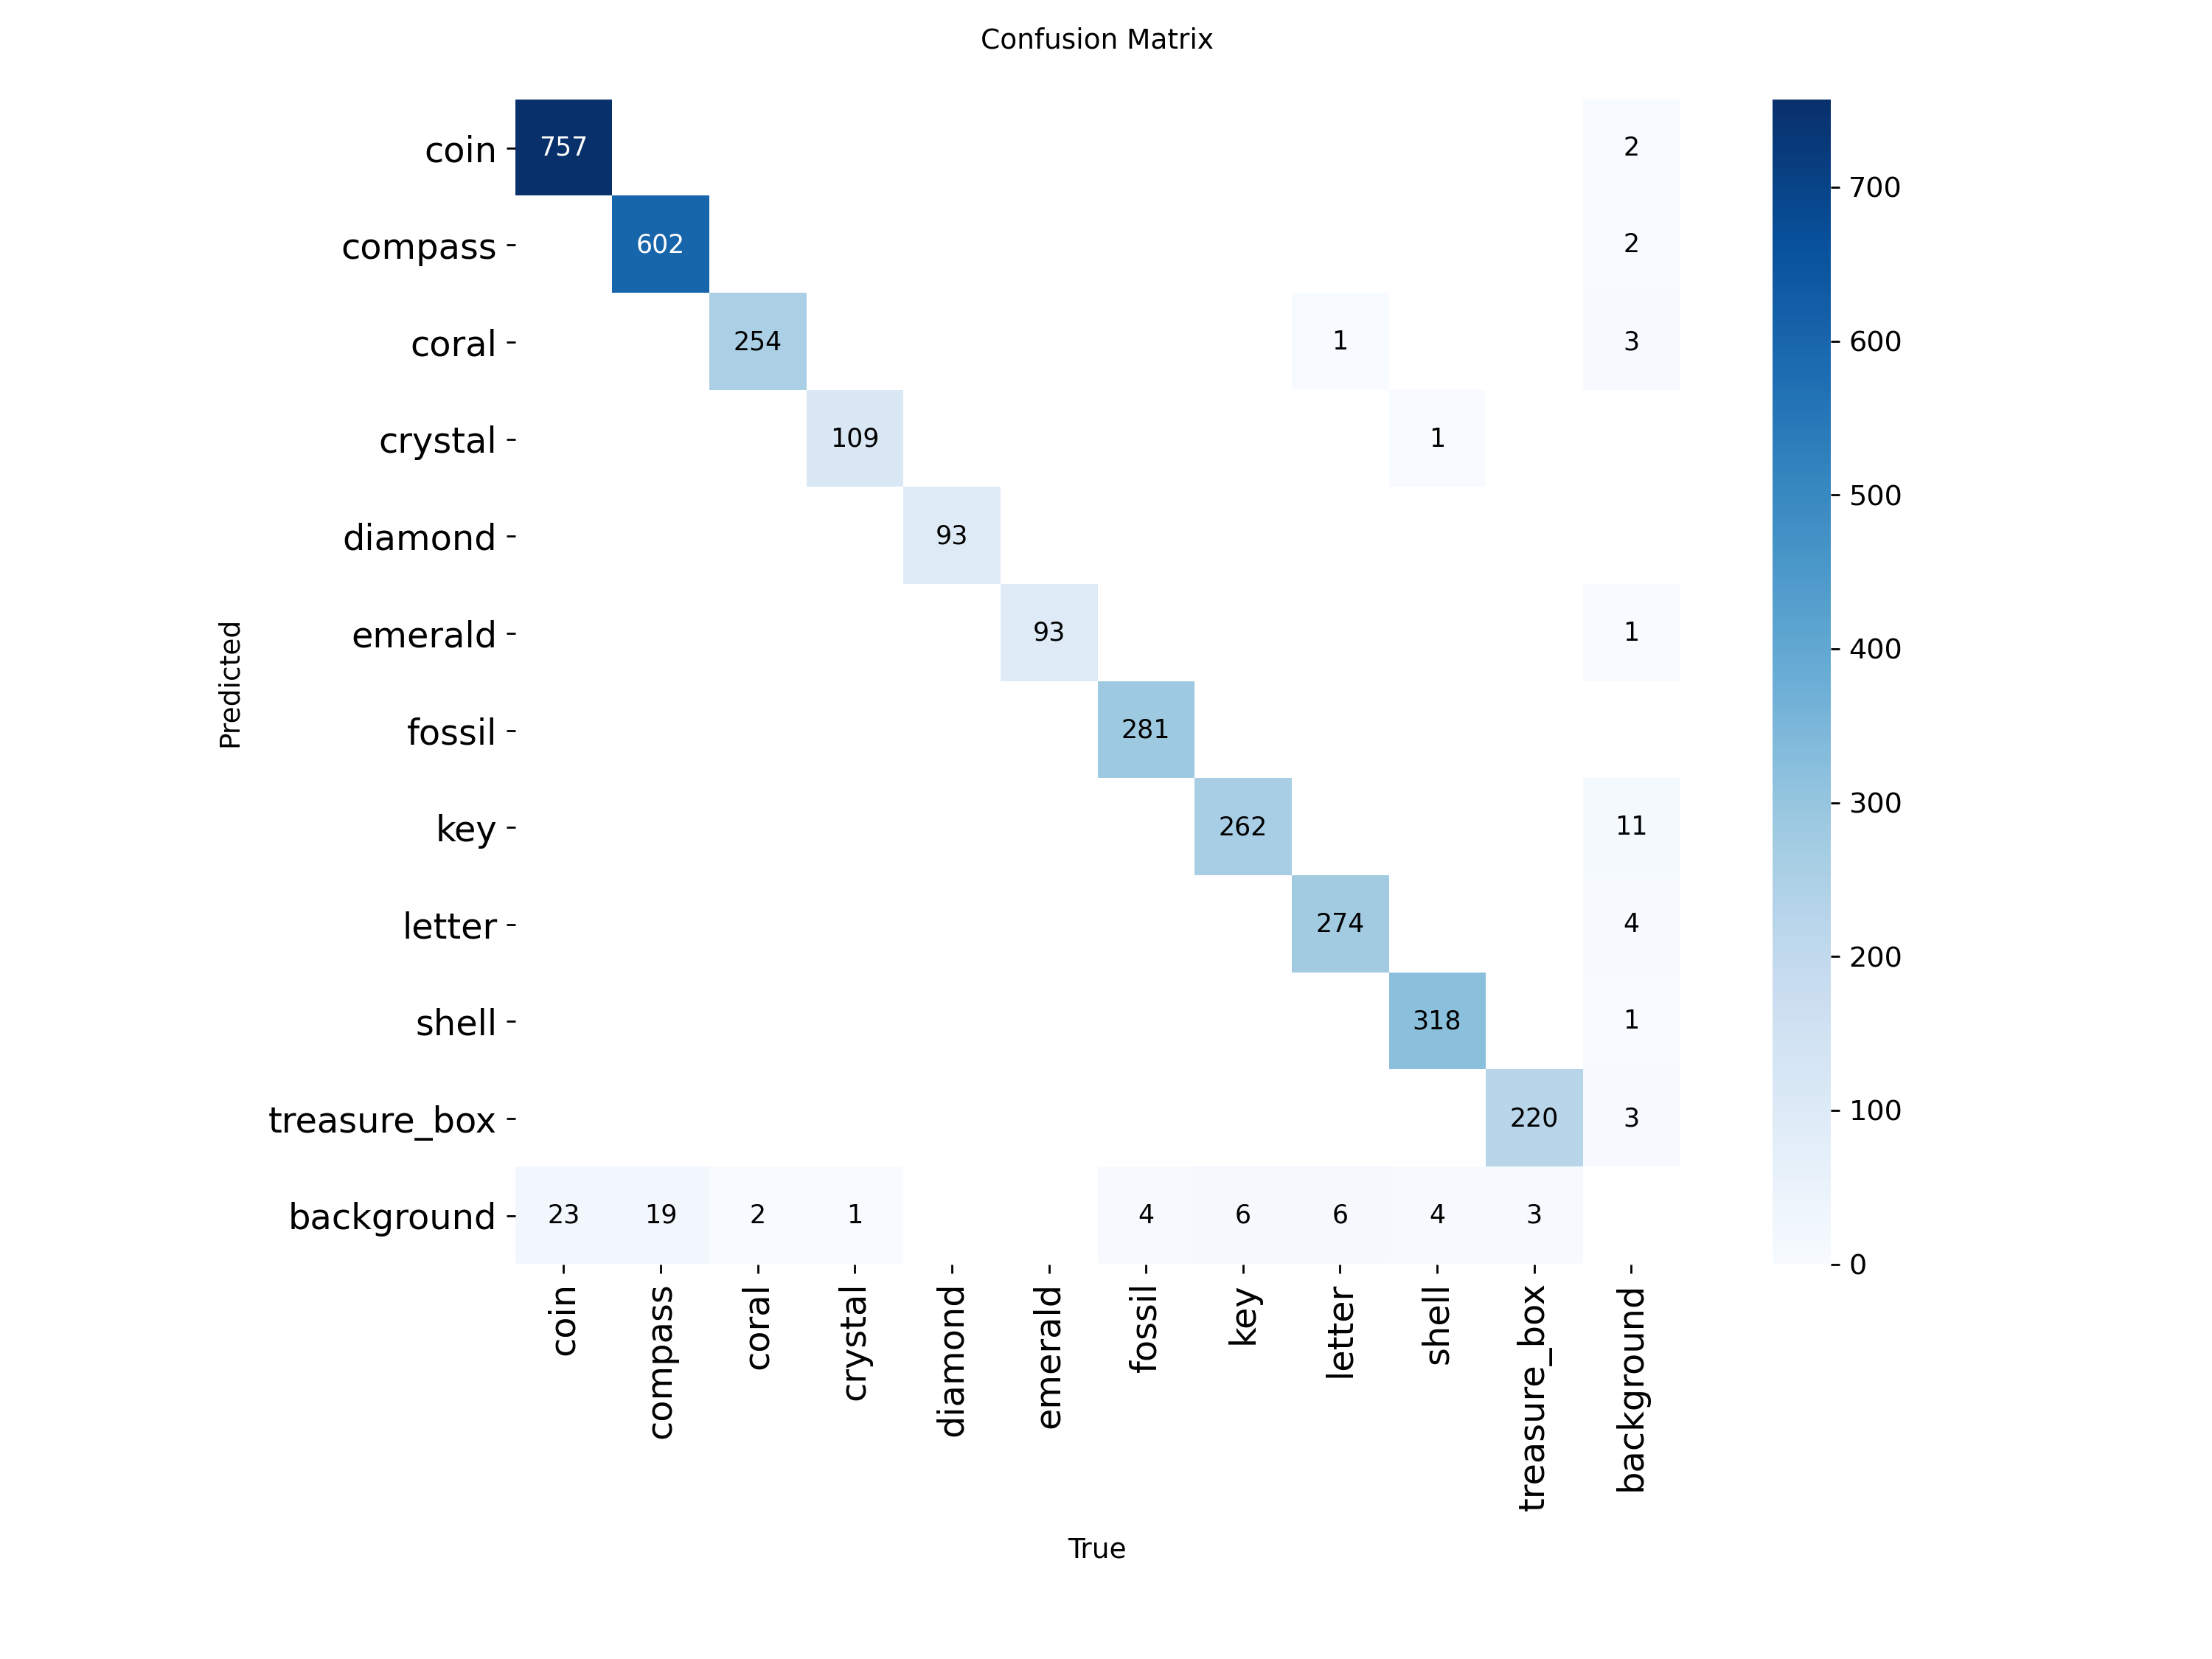 Confusion Matrix
coin 757 2
700
compass 602 2
600
coral 254 1 3
crystal 109 1
500
diamond 93
400
Predicted
emerald 93 1
fossil 281
300
key 262 11
letter 274 4
200
shell 318 1
treasure_box 220 3
100
background 23 19 2 1 4 6 6 4 3
0
coin compass coral crystal diamond emerald fossil key letter shell treasure_box background
True